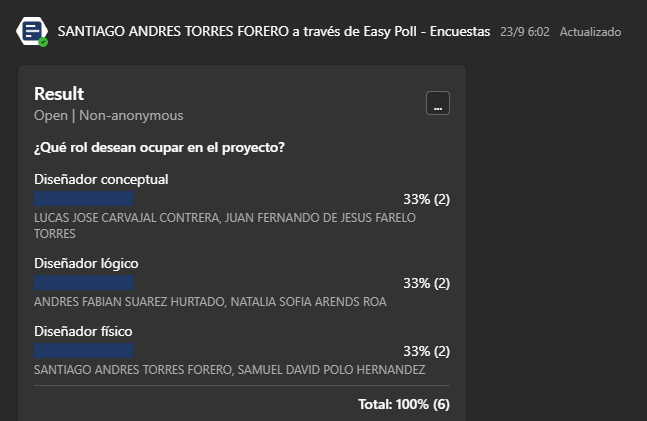 SANTIAGO ANDRES TORRES FORERO a través de Easy Poll - Encuestas 23/9 6:02 Actualizado
Result
...
Open | Non-anonymous
¿Qué rol desean ocupar en el proyecto?
Diseñador conceptual
33% (2)
LUCAS JOSE CARVAJAL CONTRERA, JUAN FERNANDO DE JESUS FARELO
TORRES
Diseñador lógico
33% (2)
ANDRES FABIAN SUAREZ HURTADO, NATALIA SOFIA ARENDS ROA
Diseñador físico
33% (2)
SANTIAGO ANDRES TORRES FORERO, SAMUEL DAVID POLO HERNANDEZ
Total: 100% (6)